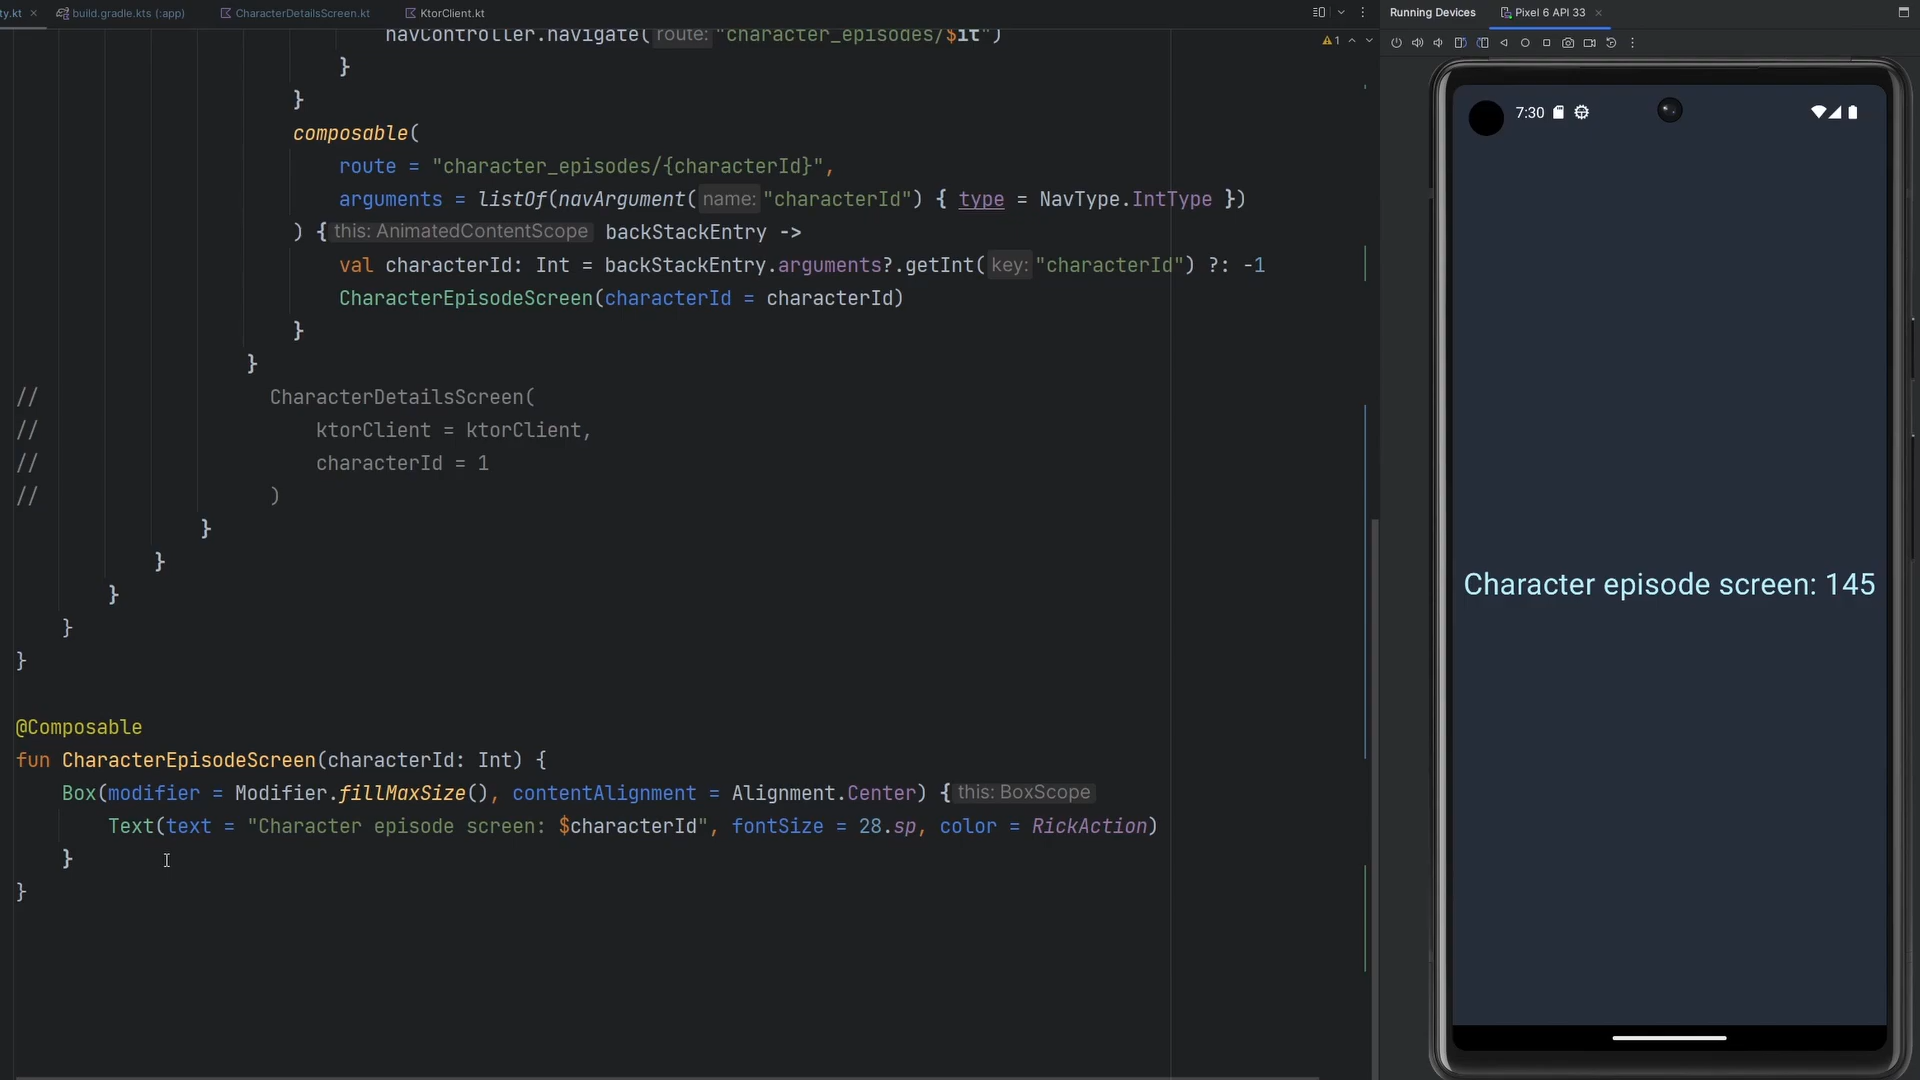 ty.kt
build.gradle.kts (:app)
CharacterDetailsScreen.kt
KtorClient.kt
Running Devices
Pixel 6 API 33
navController.navigate( route: "character_episodes/$it")
1
}
}
composable(
route = "character_episodes/{characterId}",
arguments = listOf(navArgument( name: "characterId") { type = NavType.IntType })
) { this: AnimatedContentScope backStackEntry ->
val characterId: Int = backStackEntry.arguments?.getInt( key: "characterId") ?: -1
CharacterEpisodeScreen(characterId = characterId)
}
}
// CharacterDetailsScreen(
// ktorClient = ktorClient,
// characterId = 1
// )
}
}
}
}
}
@Composable
fun CharacterEpisodeScreen(characterId: Int) {
Box(modifier = Modifier.fillMaxSize(), contentAlignment = Alignment.Center) { this: BoxScope
Text(text = "Character episode screen: $characterId", fontSize = 28.sp, color = RickAction)
}
}
7:30
Character episode screen: 145